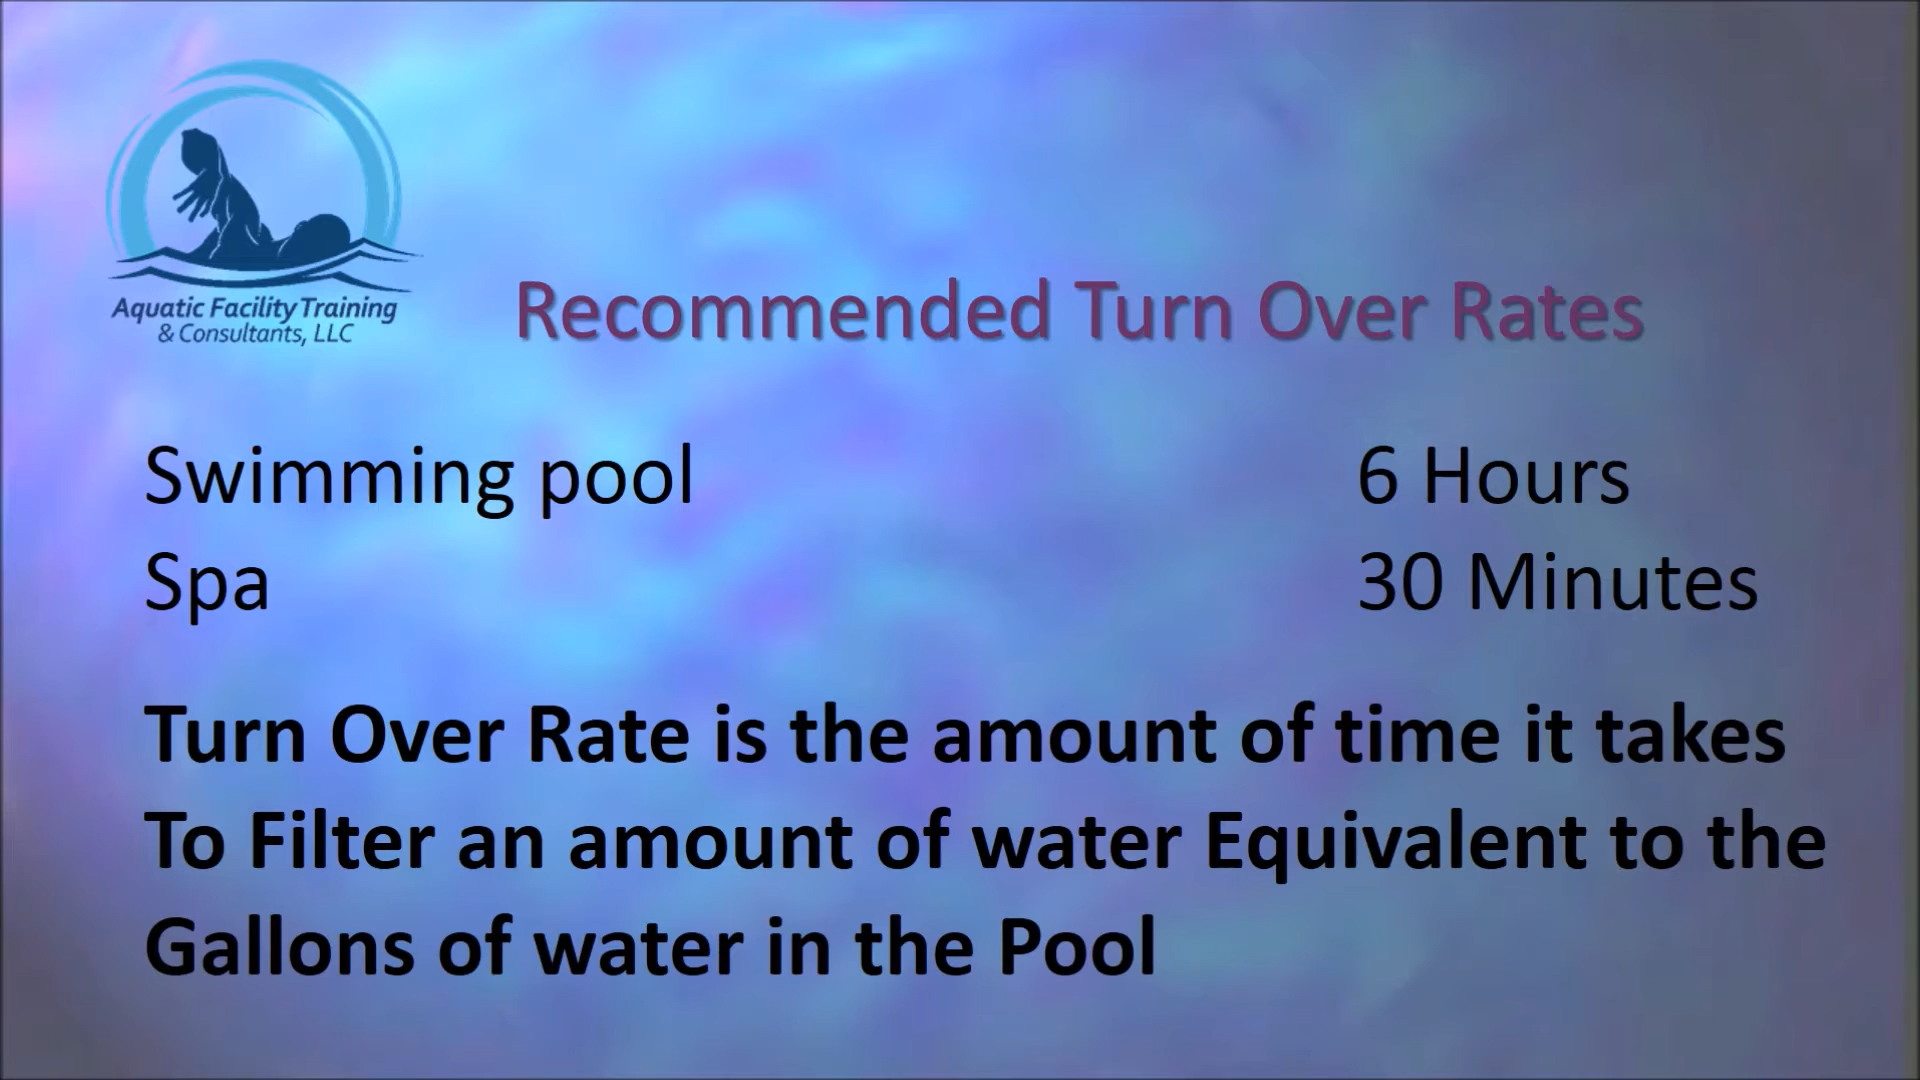 Aquatic Facility Training
& Consultants, LLC
Recommended Turn Over Rates
Swimming pool 6 Hours
Spa 30 Minutes
Turn Over Rate is the amount of time it takes
To Filter an amount of water Equivalent to the
Gallons of water in the Pool